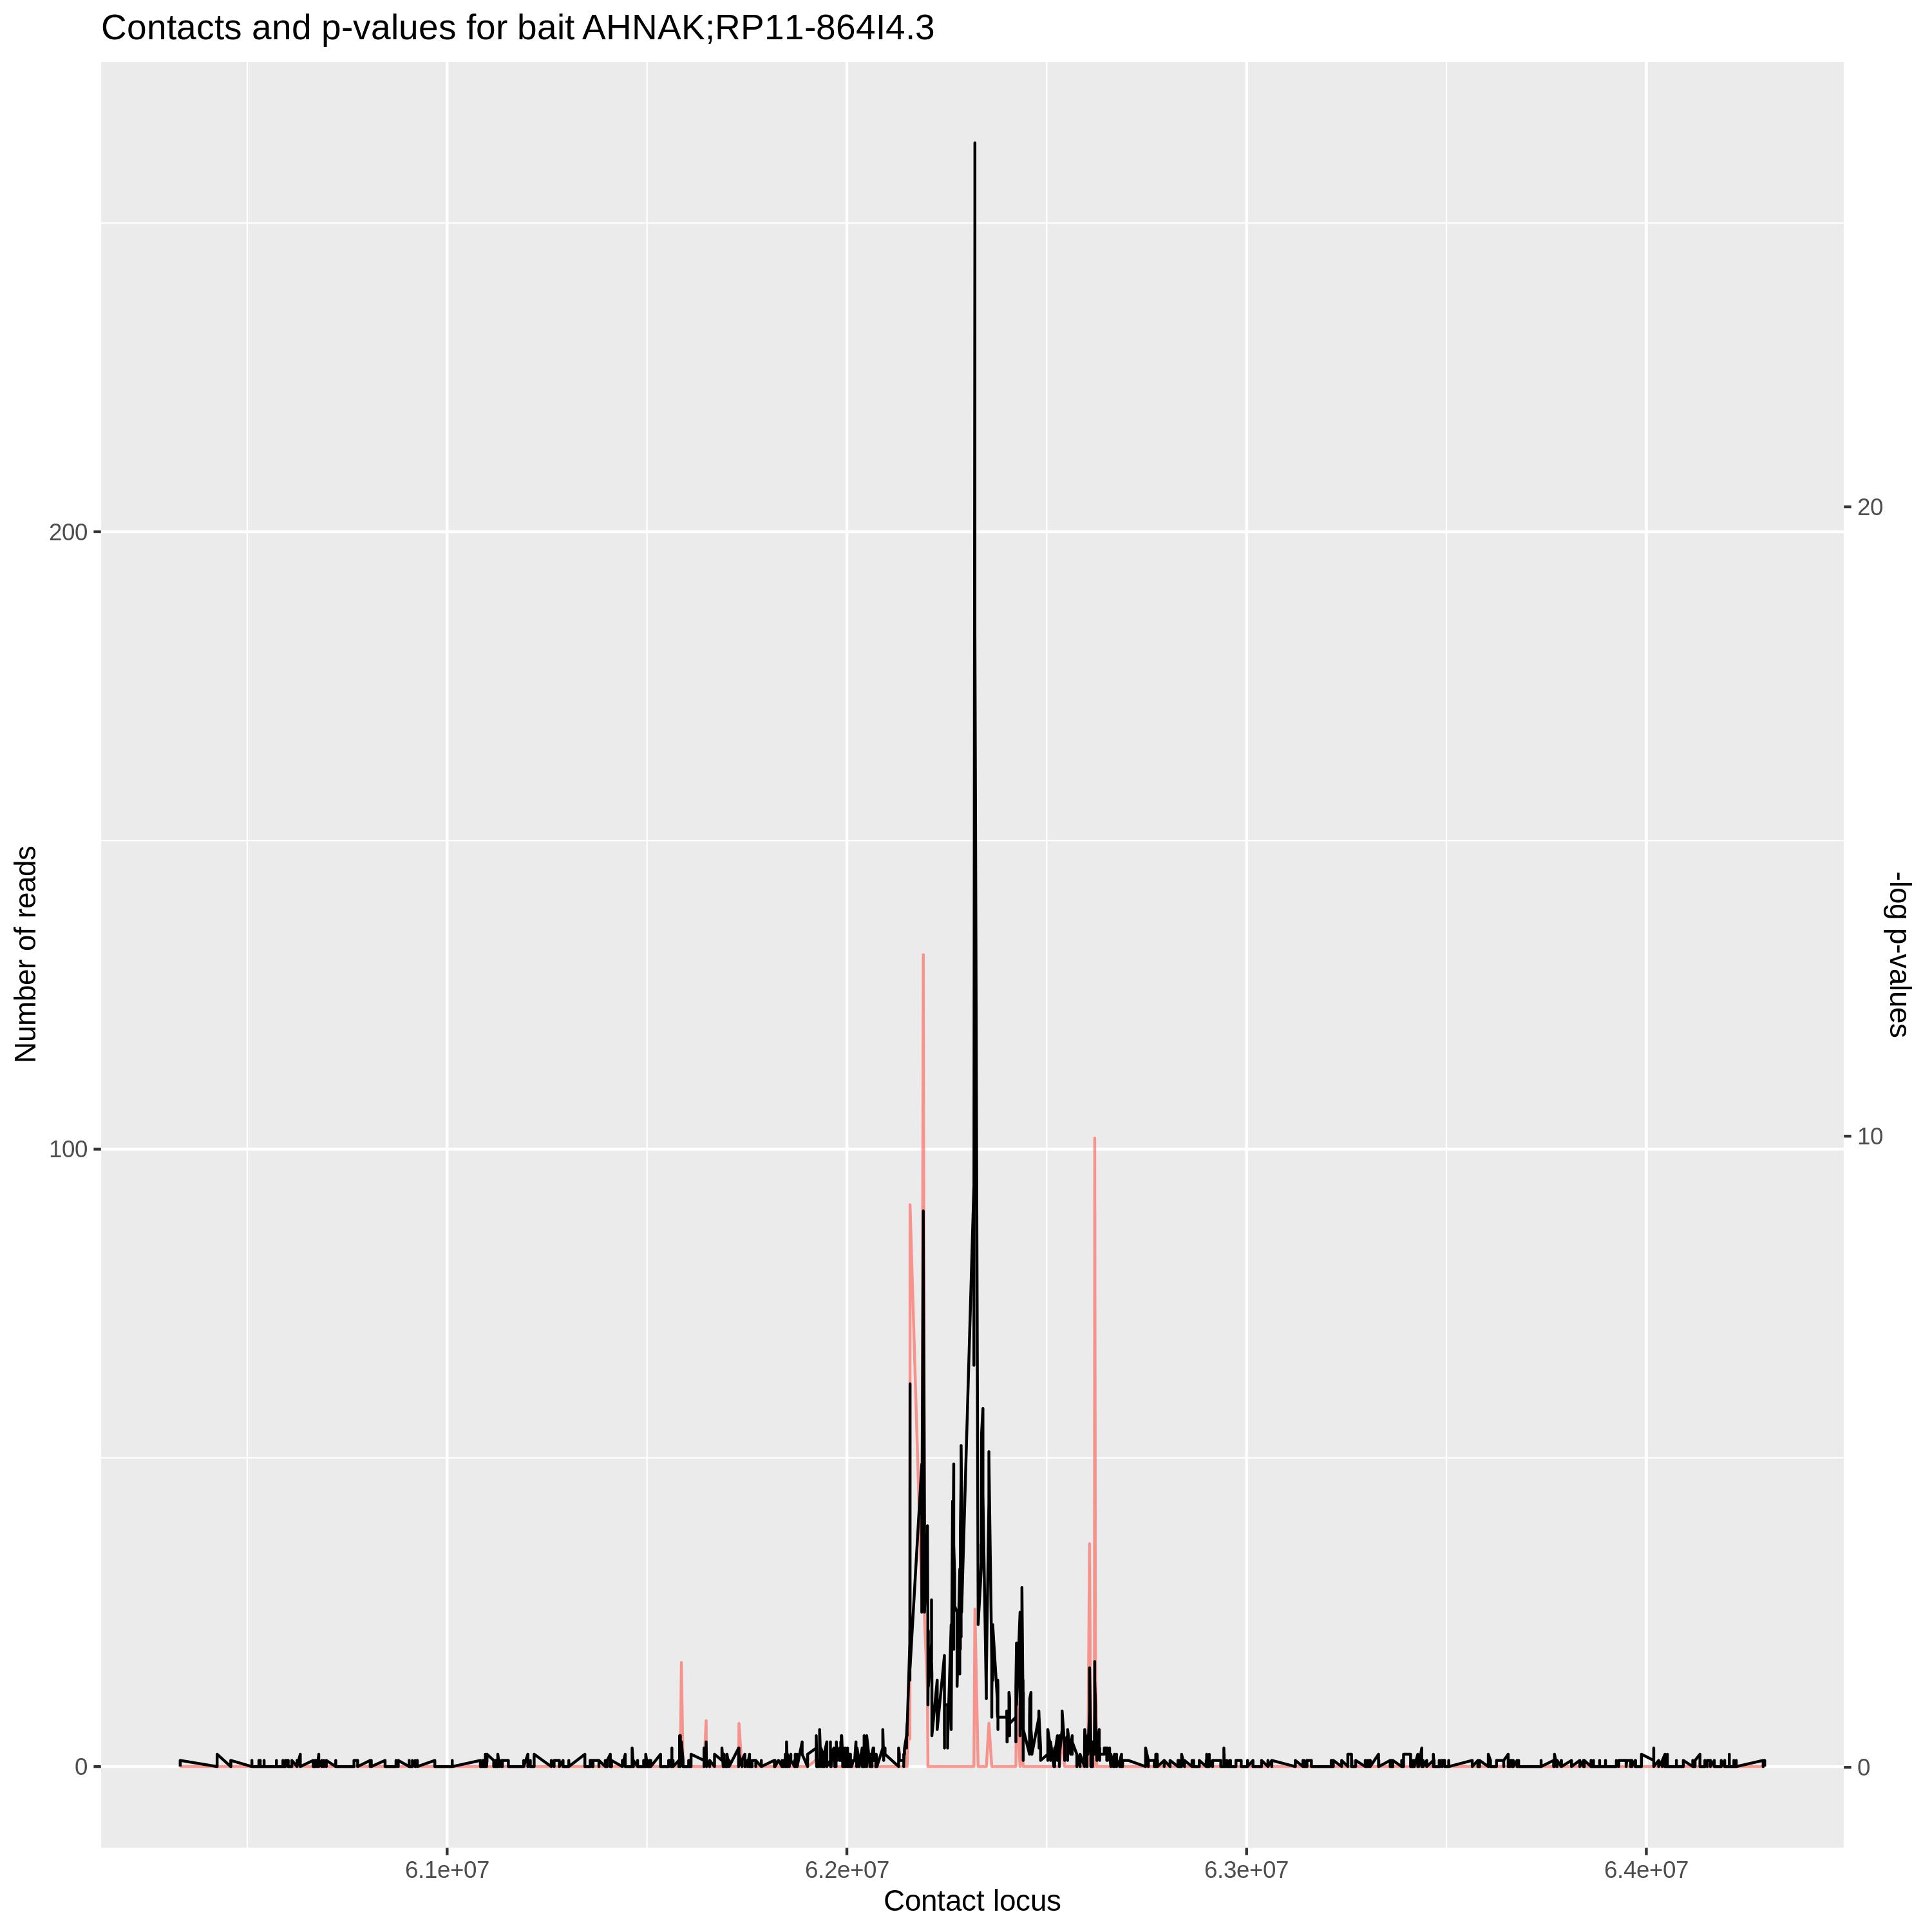 Contacts and p-values for bait AHNAK;RP11-864I4.3
200
100
0
20
10
0
Number of reads
-log p-values
6.1e+07
6.2e+07
6.3e+07
6.4e+07
Contact locus